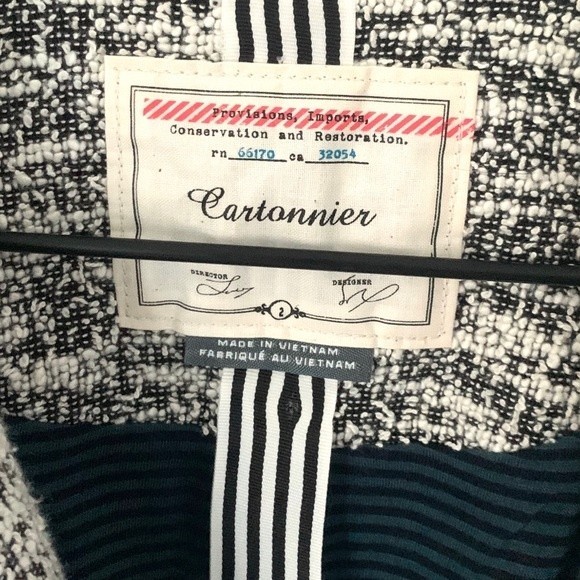 Provisions, Imports,
Conservation and Restoration.
rn 66170 ca 32054
Cartonnier
DIRECTOR DESIGNER
2
MADE IN VIETNAM
FABRIQUÉ AU VIETNAM